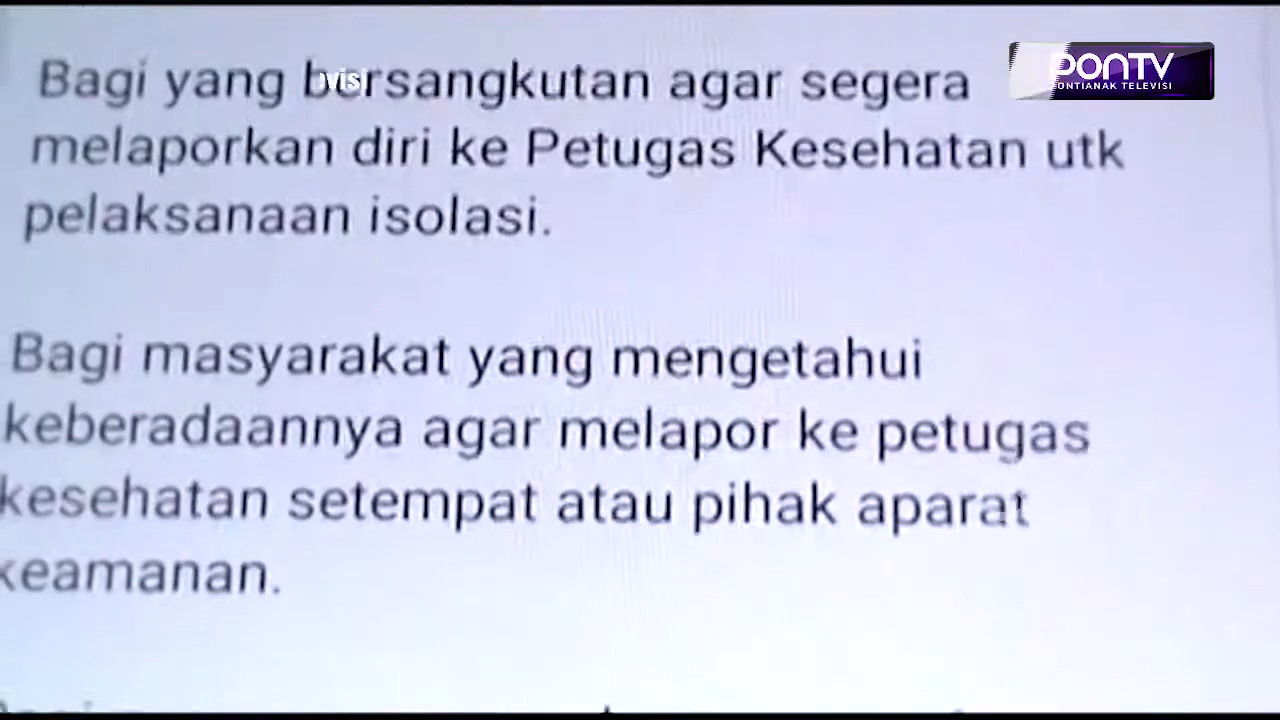 PONTV
ONTIANAK TELEVISI
Bagi yang bersangkutan agar segera
melaporkan diri ke Petugas Kesehatan utk
pelaksanaan isolasi.
Bagi masyarakat yang mengetahui
keberadaannya agar melapor ke petugas
kesehatan setempat atau pihak aparat
keamanan.